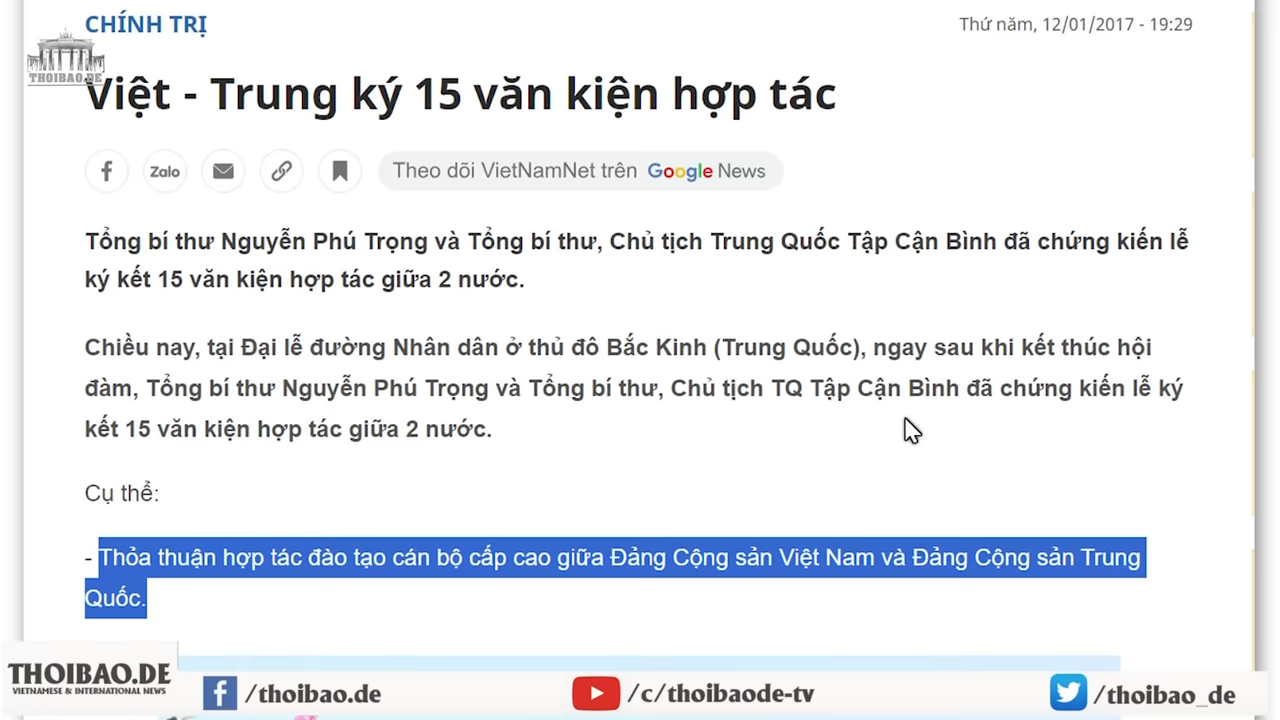 CHÍNH TRỊ
Thứ năm, 12/01/2017 - 19:29
THOIBAO.DE
Việt - Trung ký 15 văn kiện hợp tác
Zalo
Theo dõi VietNamNet trên Google News
Tổng bí thư Nguyễn Phú Trọng và Tổng bí thư, Chủ tịch Trung Quốc Tập Cận Bình đã chứng kiến lễ
ký kết 15 văn kiện hợp tác giữa 2 nước.
Chiều nay, tại Đại lễ đường Nhân dân ở thủ đô Bắc Kinh (Trung Quốc), ngay sau khi kết thúc hội
đàm, Tổng bí thư Nguyễn Phú Trọng và Tổng bí thư, Chủ tịch TQ Tập Cận Bình đã chứng kiến lễ ký
kết 15 văn kiện hợp tác giữa 2 nước.
Cụ thể:
- Thỏa thuận hợp tác đào tạo cán bộ cấp cao giữa Đảng Cộng sản Việt Nam và Đảng Cộng sản Trung
Quốc.
THOIBAO.DE
VIETNAMESE & INTERNATIONAL NEWS
/thoibao.de
/c/thoibaode-tv
/thoibao_de